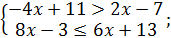 {−4x + 11 > 2x − 7
8x − 3 ≤ 6x + 13 ;